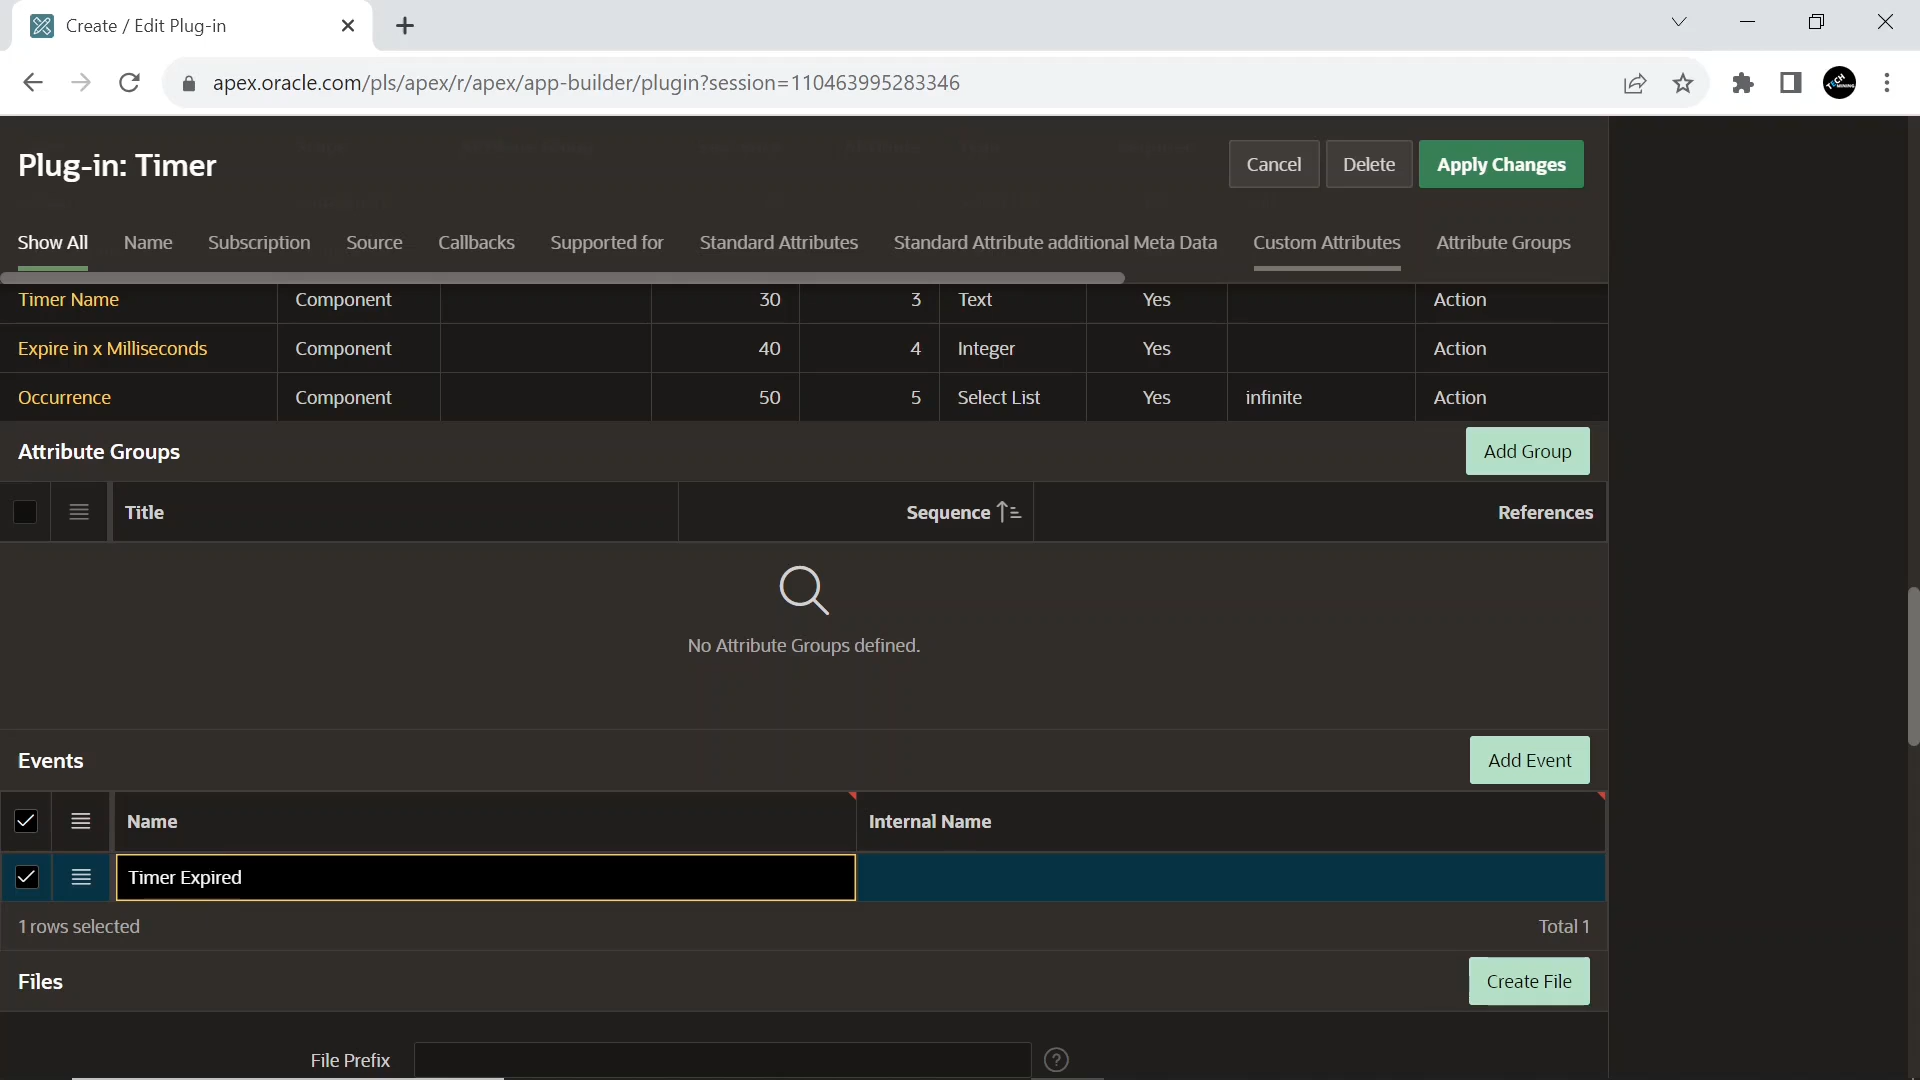 Create / Edit Plug-in
apex.oracle.com/pls/apex/r/apex/app-builder/plugin?session=110463995283346
TECH MINING
Plug-in: Timer
Cancel Delete Apply Changes
Show All Name Subscription Source Callbacks Supported for Standard Attributes Standard Attribute additional Meta Data Custom Attributes Attribute Groups
Timer Name Component 30 3 Text Yes Action
Expire in x Milliseconds Component 40 4 Integer Yes Action
Occurrence Component 50 5 Select List Yes infinite Action
Attribute Groups Add Group
Title Sequence References
No Attribute Groups defined.
Events Add Event
Name Internal Name
Timer Expired
1 rows selected Total 1
Files Create File
File Prefix ?